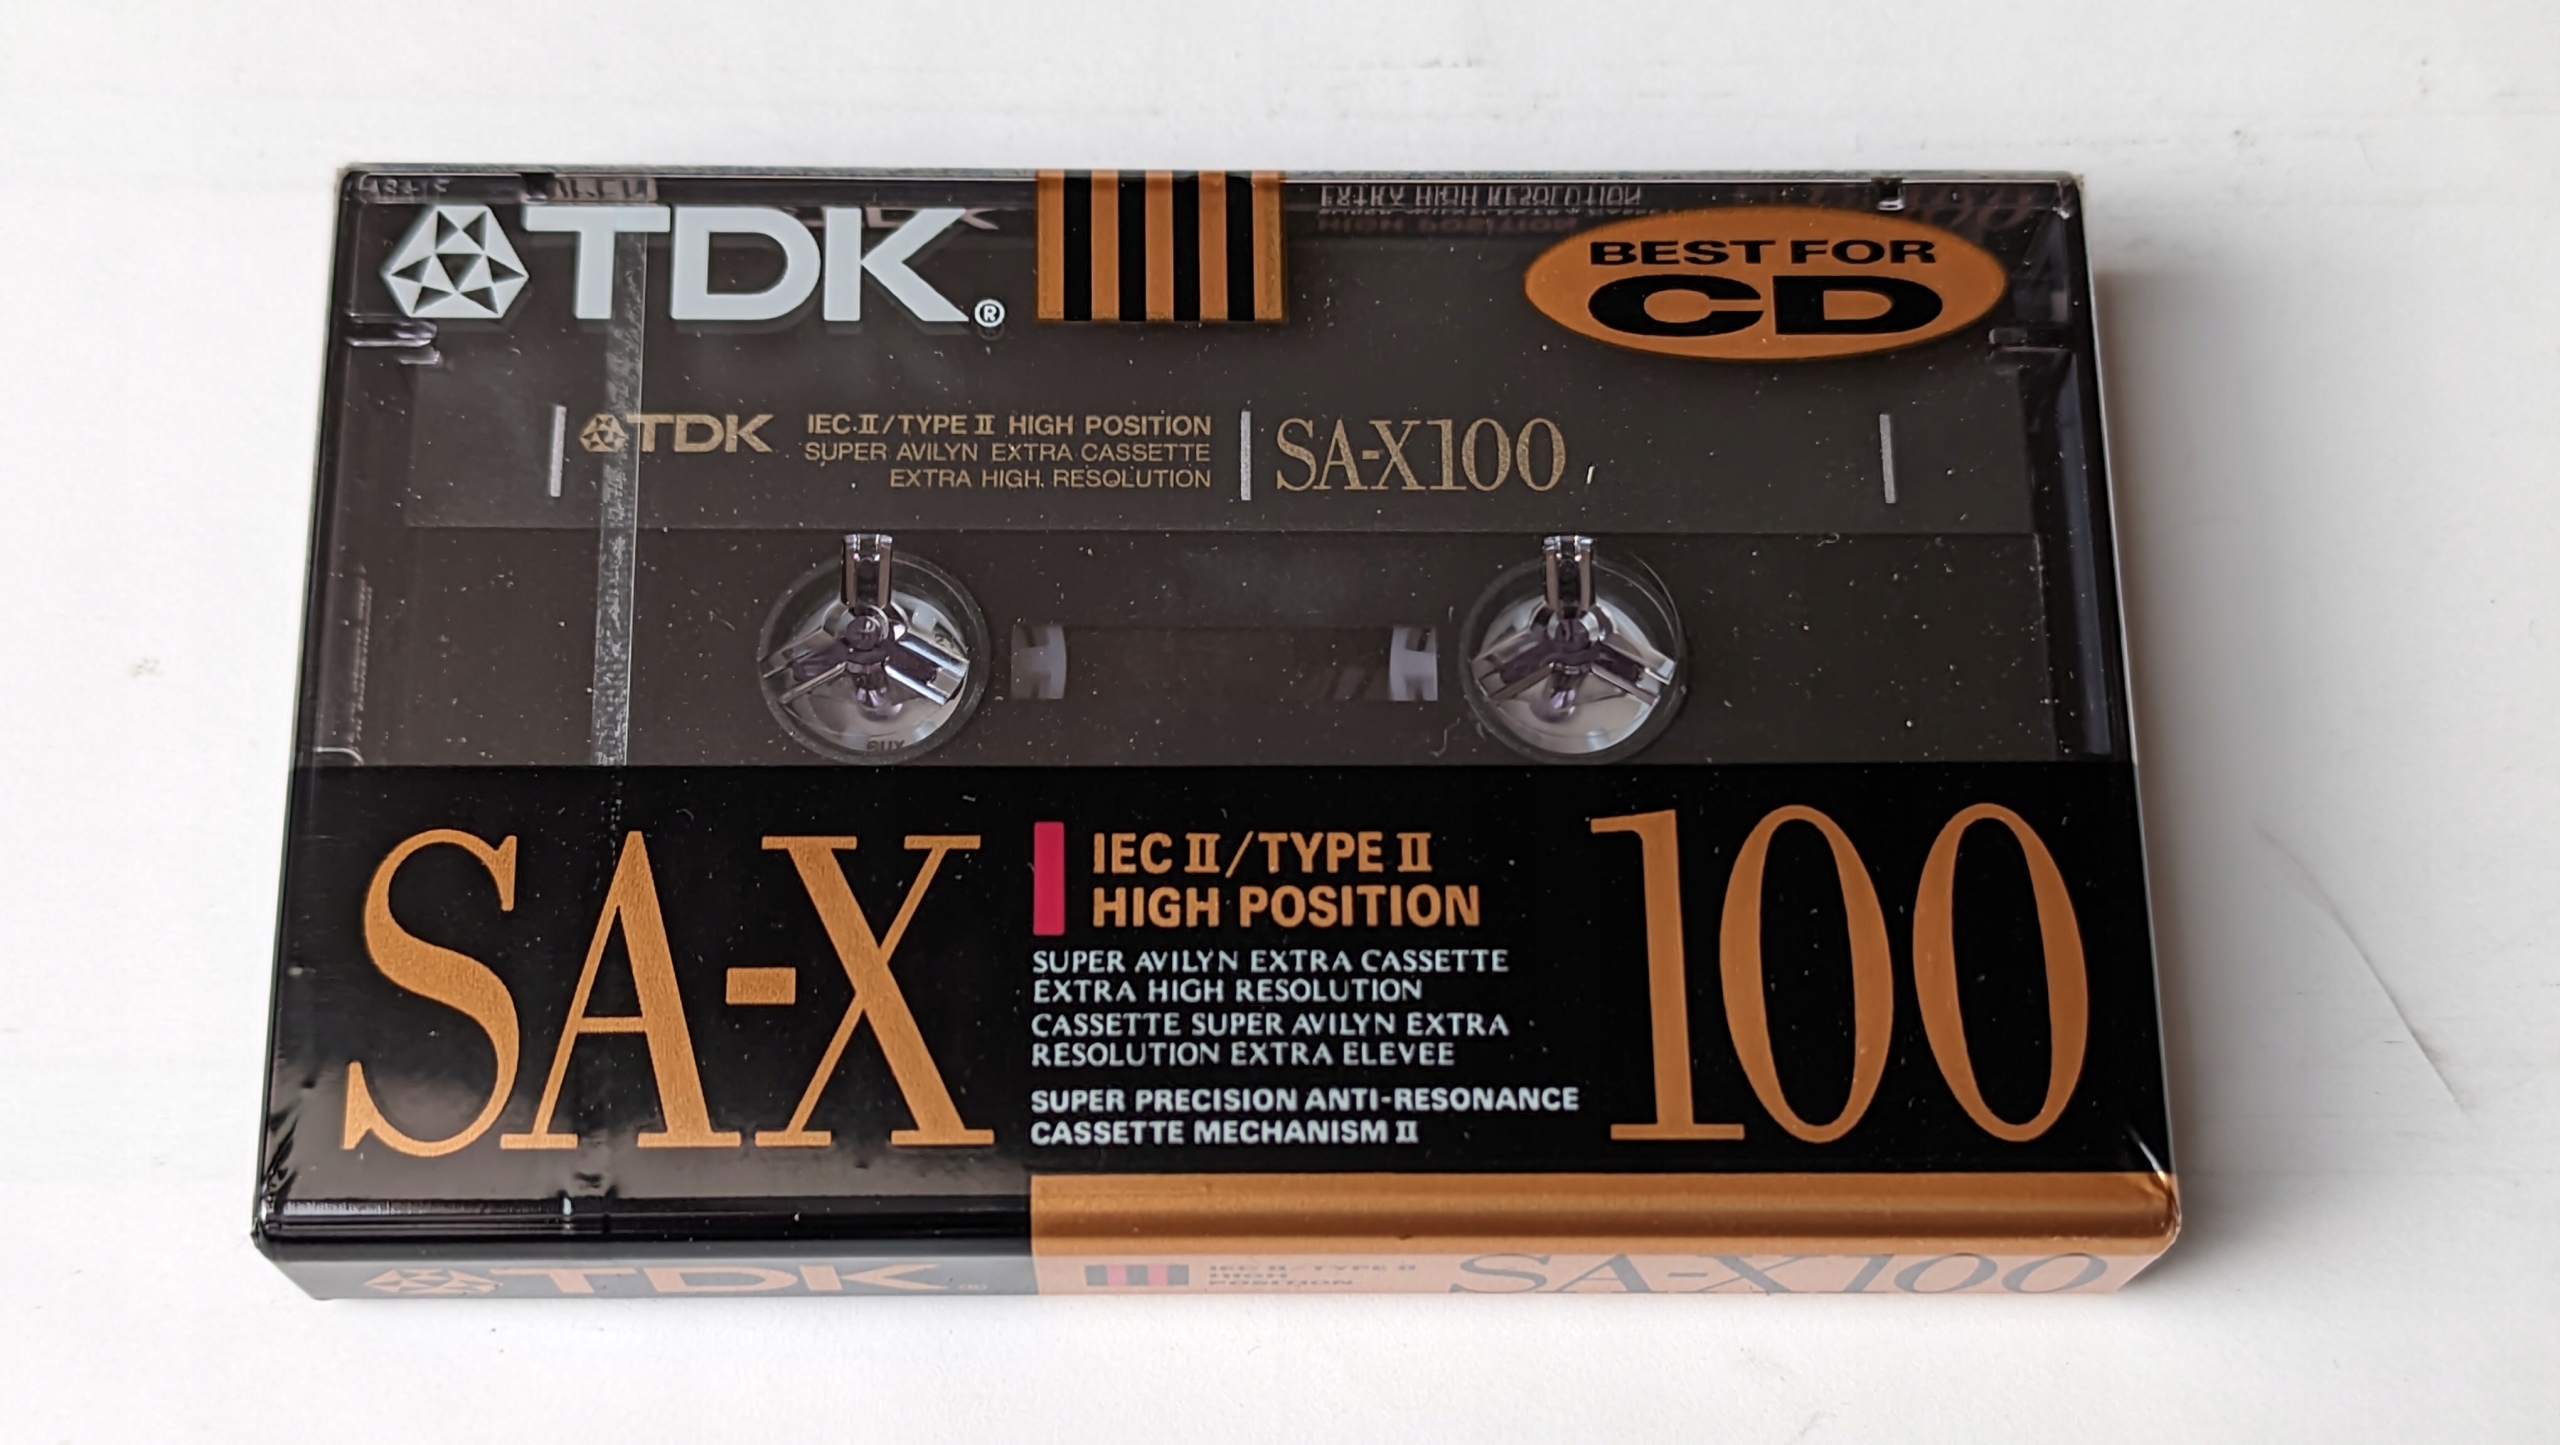 TDK®
BEST FOR
CD
TDK
IEC II/TYPE II HIGH POSITION
SUPER AVILYN EXTRA CASSETTE
EXTRA HIGH RESOLUTION
SA-X100
SA-X
IEC II/TYPE II
HIGH POSITION
SUPER AVILYN EXTRA CASSETTE
EXTRA HIGH RESOLUTION
CASSETTE SUPER AVILYN EXTRA
RESOLUTION EXTRA ELEVEE
SUPER PRECISION ANTI-RESONANCE
CASSETTE MECHANISM II
100
TDK®
IEC II/TYPE II
HIGH
POSITION
SA-X100